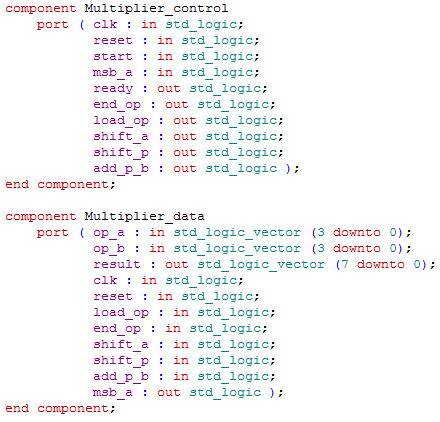 component Multiplier_control
port ( clk : in std_logic;
reset : in std_logic;
start : in std_logic;
msb_a : in std_logic;
ready : out std_logic;
end_op : out std_logic;
load_op : out std_logic;
shift_a : out std_logic;
shift_p : out std_logic;
add_p_b : out std_logic );
end component;
component Multiplier_data
port ( op_a : in std_logic_vector (3 downto 0);
op_b : in std_logic_vector (3 downto 0);
result : out std_logic_vector (7 downto 0);
clk : in std_logic;
reset : in std_logic;
load_op : in std_logic;
end_op : in std_logic;
shift_a : in std_logic;
shift_p : in std_logic;
add_p_b : in std_logic;
msb_a : out std_logic );
end component;